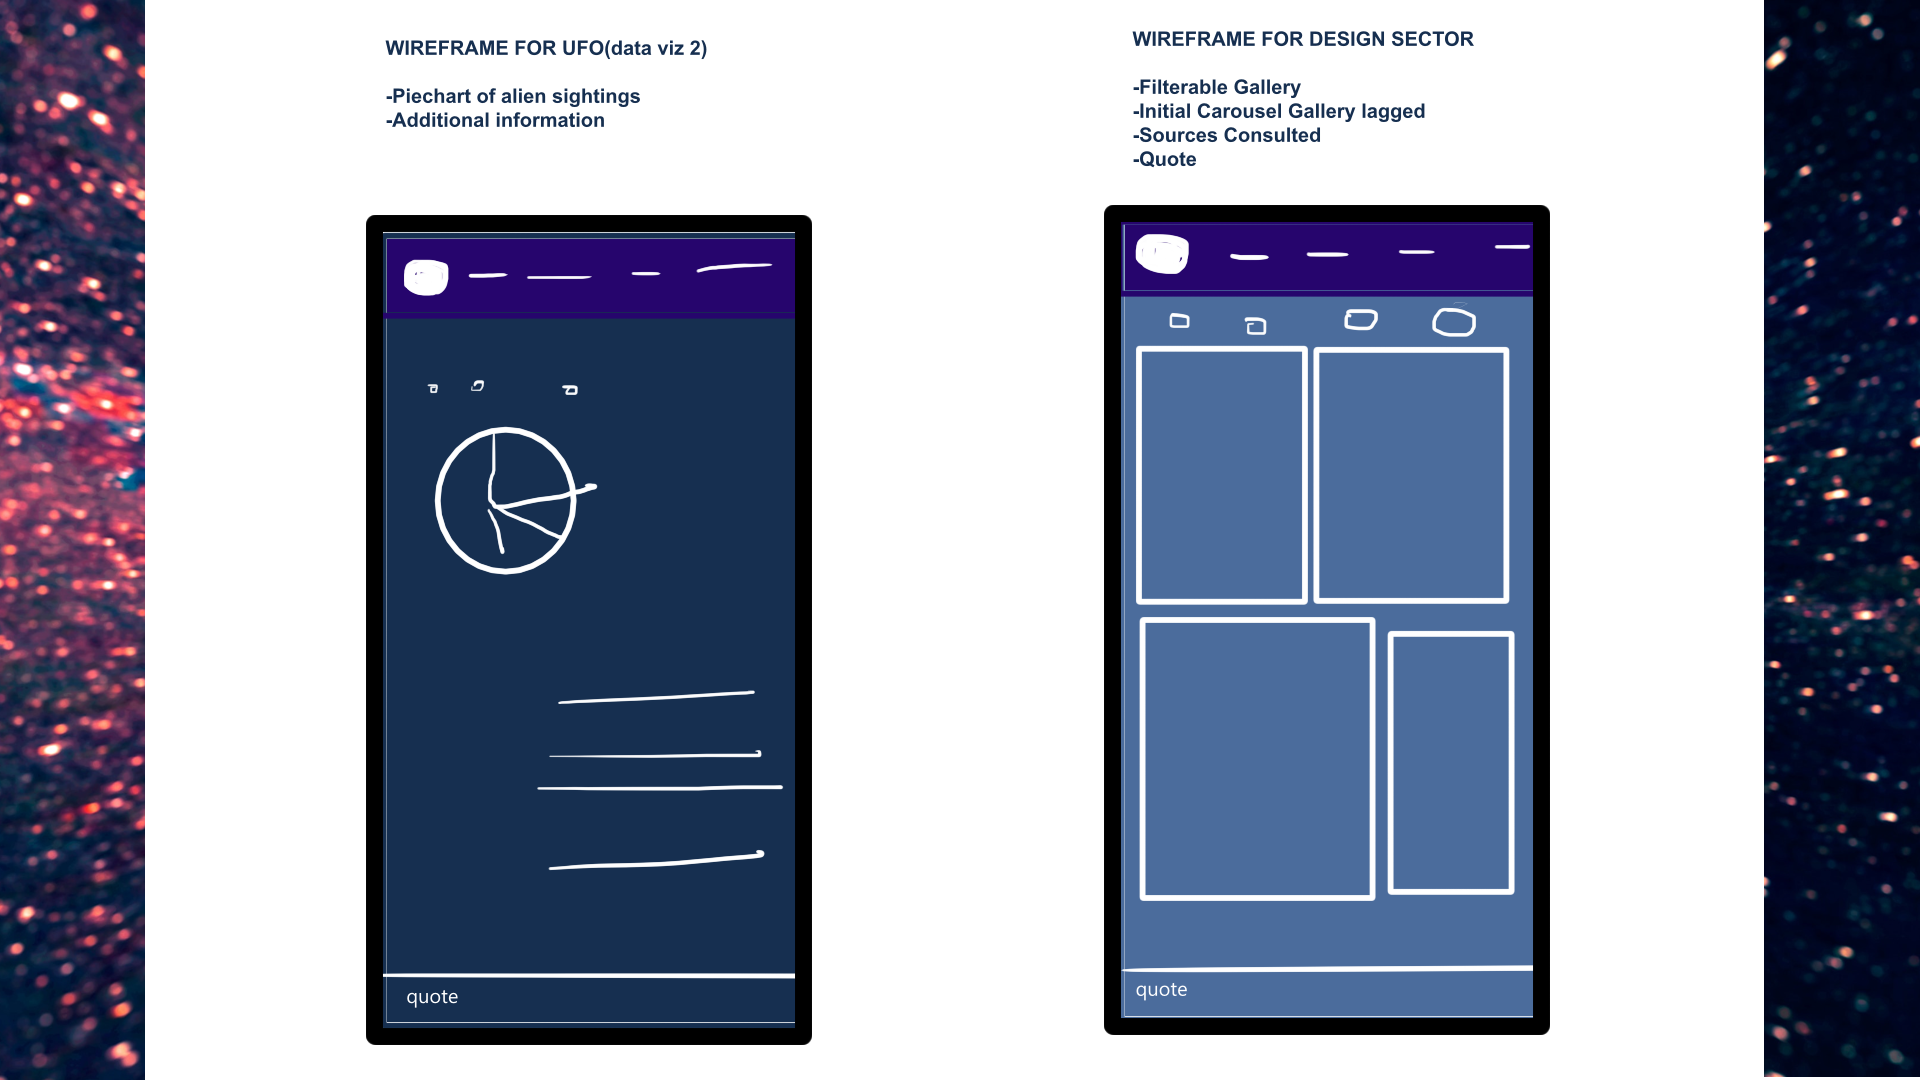 WIREFRAME FOR UFO(data viz 2)
-Piechart of alien sightings
-Additional information
quote
WIREFRAME FOR DESIGN SECTOR
-Filterable Gallery
-Initial Carousel Gallery lagged
-Sources Consulted
-Quote
quote